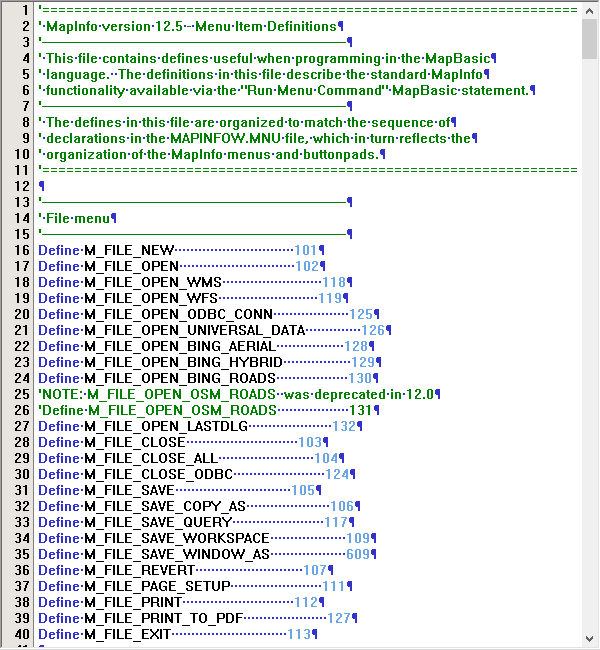 1 '==================================================================
2 ' MapInfo version 12.5 - Menu Item Definitions
3 '----------------------------------------------------------------
4 ' This file contains defines useful when programming in the MapBasic
5 ' language.  The definitions in this file describe the standard MapInfo
6 ' functionality available via the "Run Menu Command" MapBasic statement.
7 '----------------------------------------------------------------
8 ' The defines in this file are organized to match the sequence of
9 ' declarations in the MAPINFOW.MNU file, which in turn reflects the
10 ' organization of the MapInfo menus and buttonpads.
11 '==================================================================
12
13 '----------------------------------------------------------------
14 ' File menu
15 '----------------------------------------------------------------
16 Define M_FILE_NEW 101
17 Define M_FILE_OPEN 102
18 Define M_FILE_OPEN_WMS 118
19 Define M_FILE_OPEN_WFS 119
20 Define M_FILE_OPEN_ODBC_CONN 125
21 Define M_FILE_OPEN_UNIVERSAL_DATA 126
22 Define M_FILE_OPEN_BING_AERIAL 128
23 Define M_FILE_OPEN_BING_HYBRID 129
24 Define M_FILE_OPEN_BING_ROADS 130
25 'NOTE: M_FILE_OPEN_OSM_ROADS  was deprecated in 12.0
26 'Define M_FILE_OPEN_OSM_ROADS 131
27 Define M_FILE_OPEN_LASTDLG 132
28 Define M_FILE_CLOSE 103
29 Define M_FILE_CLOSE_ALL 104
30 Define M_FILE_CLOSE_ODBC 124
31 Define M_FILE_SAVE 105
32 Define M_FILE_SAVE_COPY_AS 106
33 Define M_FILE_SAVE_QUERY 117
34 Define M_FILE_SAVE_WORKSPACE 109
35 Define M_FILE_SAVE_WINDOW_AS 609
36 Define M_FILE_REVERT 107
37 Define M_FILE_PAGE_SETUP 111
38 Define M_FILE_PRINT 112
39 Define M_FILE_PRINT_TO_PDF 127
40 Define M_FILE_EXIT 113